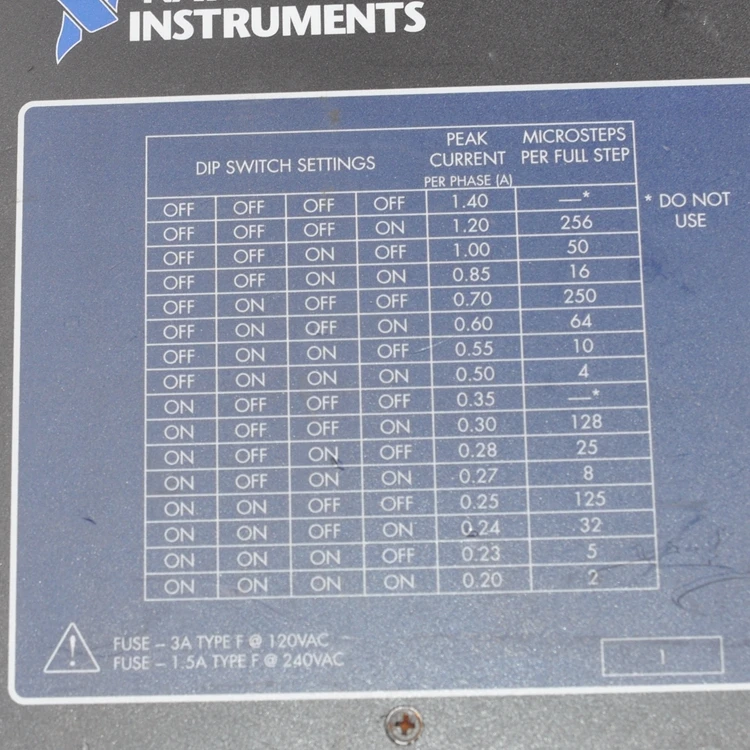 INSTRUMENTS
DIP SWITCH SETTINGS PEAK CURRENT PER PHASE (A) MICROSTEPS PER FULL STEP
OFF OFF OFF OFF 1.40 —*
* DO NOT USE
OFF OFF OFF ON 1.20 256
OFF OFF ON OFF 1.00 50
OFF OFF ON ON 0.85 16
OFF ON OFF OFF 0.70 250
OFF ON OFF ON 0.60 64
OFF ON ON OFF 0.55 10
OFF ON ON ON 0.50 4
ON OFF OFF OFF 0.35 —*
ON OFF OFF ON 0.30 128
ON OFF ON OFF 0.28 25
ON OFF ON ON 0.27 8
ON ON OFF OFF 0.25 125
ON ON OFF ON 0.24 32
ON ON ON OFF 0.23 5
ON ON ON ON 0.20 2
FUSE – 3A TYPE F @ 120VAC
FUSE – 1.5A TYPE F @ 240VAC
1